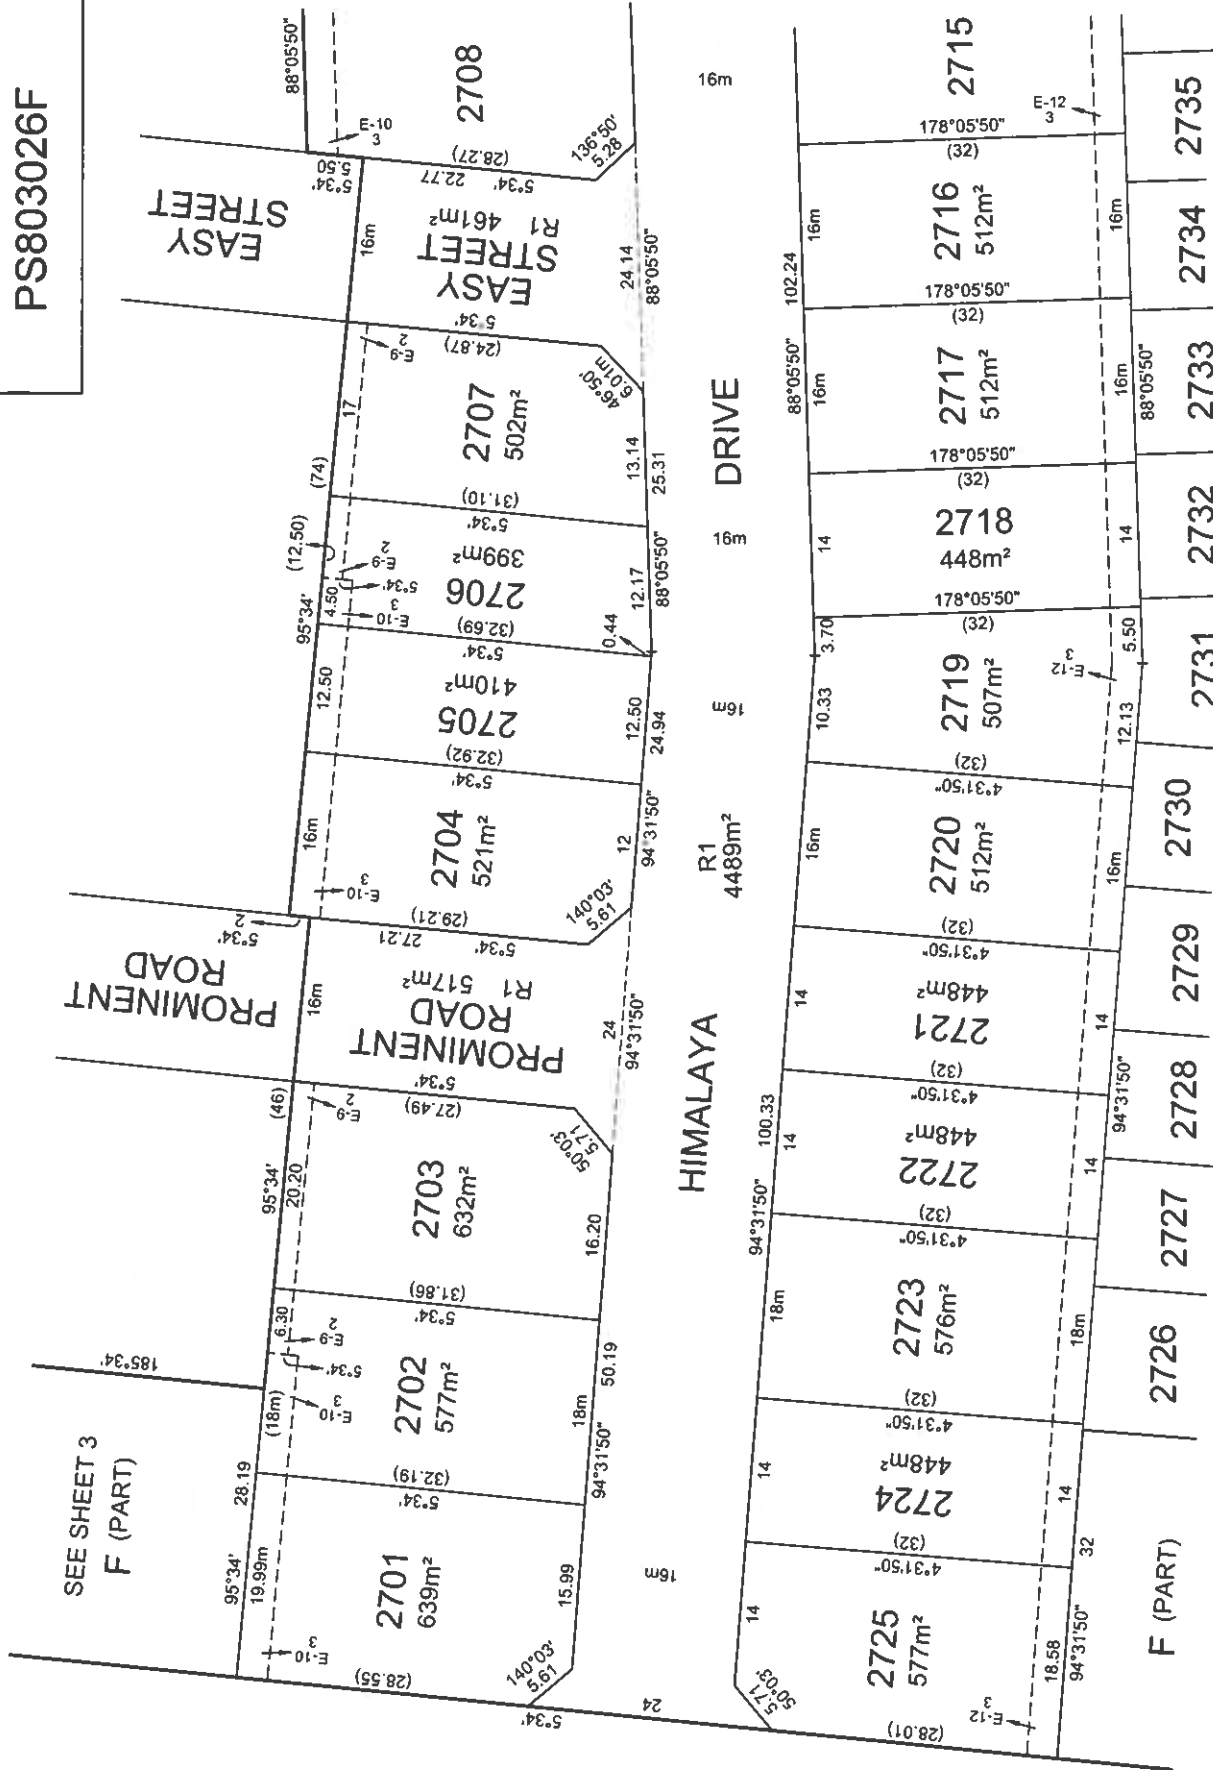 PS803026F
EASY
STREET
88°05'50"
E-10
3
5.50
5°34'
2708
(28.27)
22.77
5°34'
136°50'
5.28
16m
EASY
STREET
R1 461m²
5°34'
24.14
88°05'50"
16m
E-9
2
(24.87)
46°50'
6.01m
17
2707
502m²
13.14
25.31
(74)
(31.10)
5°34'
(12.50)
E-9
2
5°34'
4.50
E-10
3
2706
399m²
12.17
88°05'50"
95°34'
(32.69)
5°34'
0.44
12.50
2705
410m²
12.50
24.94
(32.92)
5°34'
16m
E-10
3
2704
521m²
12
94°31'50"
(29.21)
27.21
5°34'
140°03'
5.61
2
5°34'
PROMINENT
ROAD
16m
PROMINENT
ROAD
R1 517m²
5°34'
24
94°31'50"
(46)
E-9
2
(27.49)
50°03'
5.71
95°34'
20.20
2703
632m²
16.20
(31.86)
5°34'
6.30
E-9
2
5°34'
E-10
3
(18m)
2702
577m²
18m
50.19
94°31'50"
185°34'
SEE SHEET 3
F (PART)
28.19
(32.19)
5°34'
95°34'
19.99m
E-10
3
2701
639m²
15.99
(28.55)
140°03'
5.61
5°34'
24
16m
HIMALAYA DRIVE
R1
4489m²
16m
16m
16m
2715
E-12
3
178°05'50"
(32)
102.24
88°05'50"
16m
2716
512m²
16m
178°05'50"
(32)
16m
2717
512m²
16m
88°05'50"
178°05'50"
(32)
14
2718
448m²
14
178°05'50"
(32)
3.70
10.33
2719
507m²
E-12
3
5.50
12.13
(32)
4°31'50"
16m
2720
512m²
16m
(32)
4°31'50"
14
2721
448m²
14
(32)
4°31'50"
94°31'50"
100.33
14
2722
448m²
14
(32)
4°31'50"
94°31'50"
18m
2723
576m²
18m
(32)
4°31'50"
14
2724
448m²
14
(32)
4°31'50"
32
14
2725
577m²
18.58
94°31'50"
50°03'
5.71
(28.01)
E-12
3
2735
2734
2733
2732
2731
2730
2729
2728
2727
2726
F (PART)